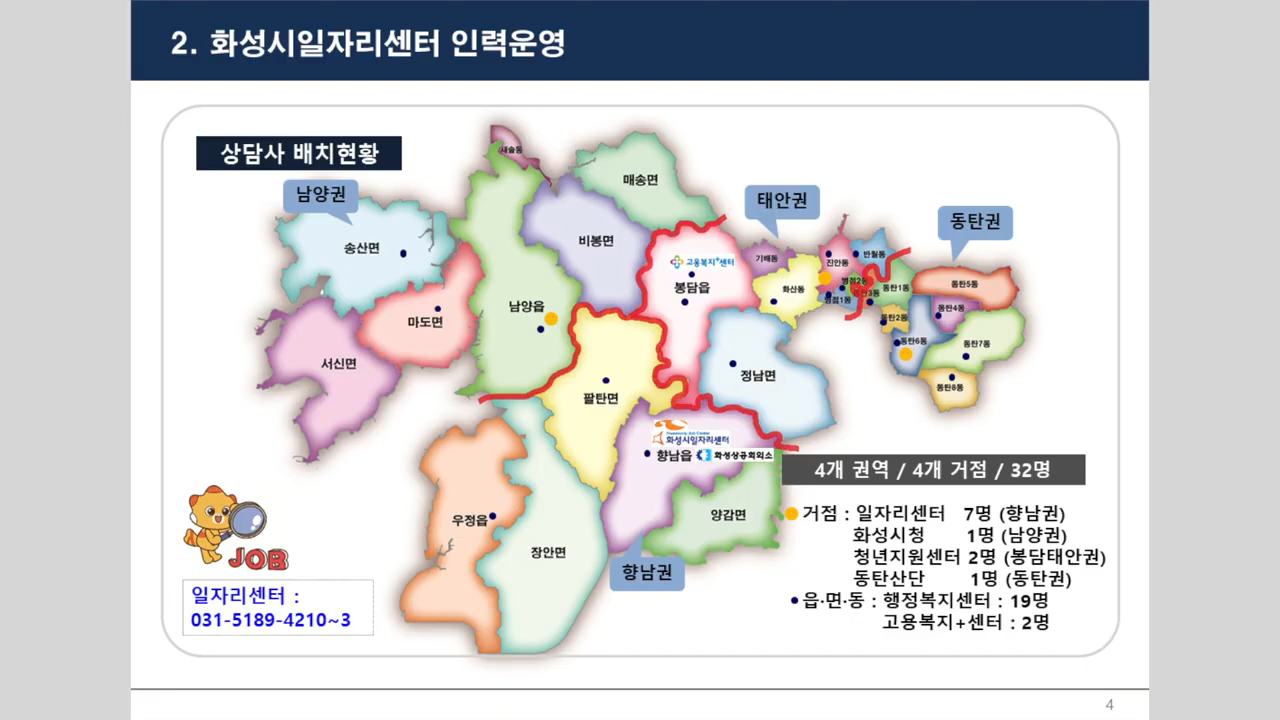 2. 화성시일자리센터 인력운영
상담사 배치현황
남양권
태안권
동탄권
향남권
새솔동
매송면
송산면
비봉면
고용복지+센터
봉담읍
기배동
화산동
진안동
반월동
병점2동
병점1동
동탄3동
동탄1동
동탄5동
동탄4동
동탄2동
동탄6동
동탄7동
동탄8동
남양읍
마도면
서신면
정남면
팔탄면
화성시일자리센터
향남읍
화성상공회의소
우정읍
장안면
양감면
JOB
일자리센터 :
031-5189-4210~3
4개 권역 / 4개 거점 / 32명
거점 : 일자리센터 7명 (향남권)
화성시청 1명 (남양권)
청년지원센터 2명 (봉담태안권)
동탄산단 1명 (동탄권)
읍·면·동 : 행정복지센터 : 19명
고용복지+센터 : 2명
4